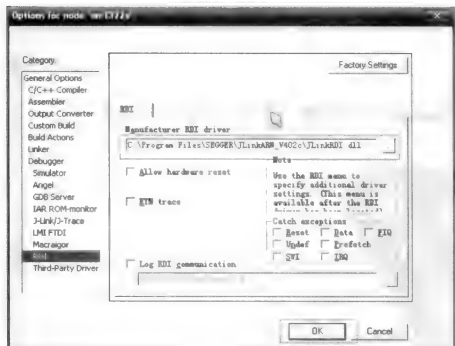 Options for node
Category:
Factory Settings
General Options
C/C++ Compiler
Assembler
Output Converter
Custom Build
Build Actions
Linker
Debugger
Simulator
Angel
GDB Server
IAR ROM-monitor
J-Link/J-Trace
LMI FTDI
Macraigor
RDI
Third-Party Driver
RDI
Manufacturer RDI driver
C:\Program Files\SEGGER\JLinkARM_V402c\JLinkRDI dll
Allow hardware reset
ETM trace
Note
Use the RDI menu to
specify additional driver
settings. (This menu is
available after the RDI
Catch exceptions
Reset Data FIQ
Undef Prefetch
SWI IRQ
Log RDI communication
OK Cancel